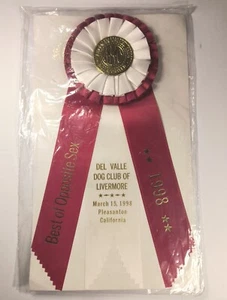 Best of Opposite Sex
DEL VALLE
DOG CLUB OF
LIVERMORE
March 15, 1998
Pleasanton
California
1998